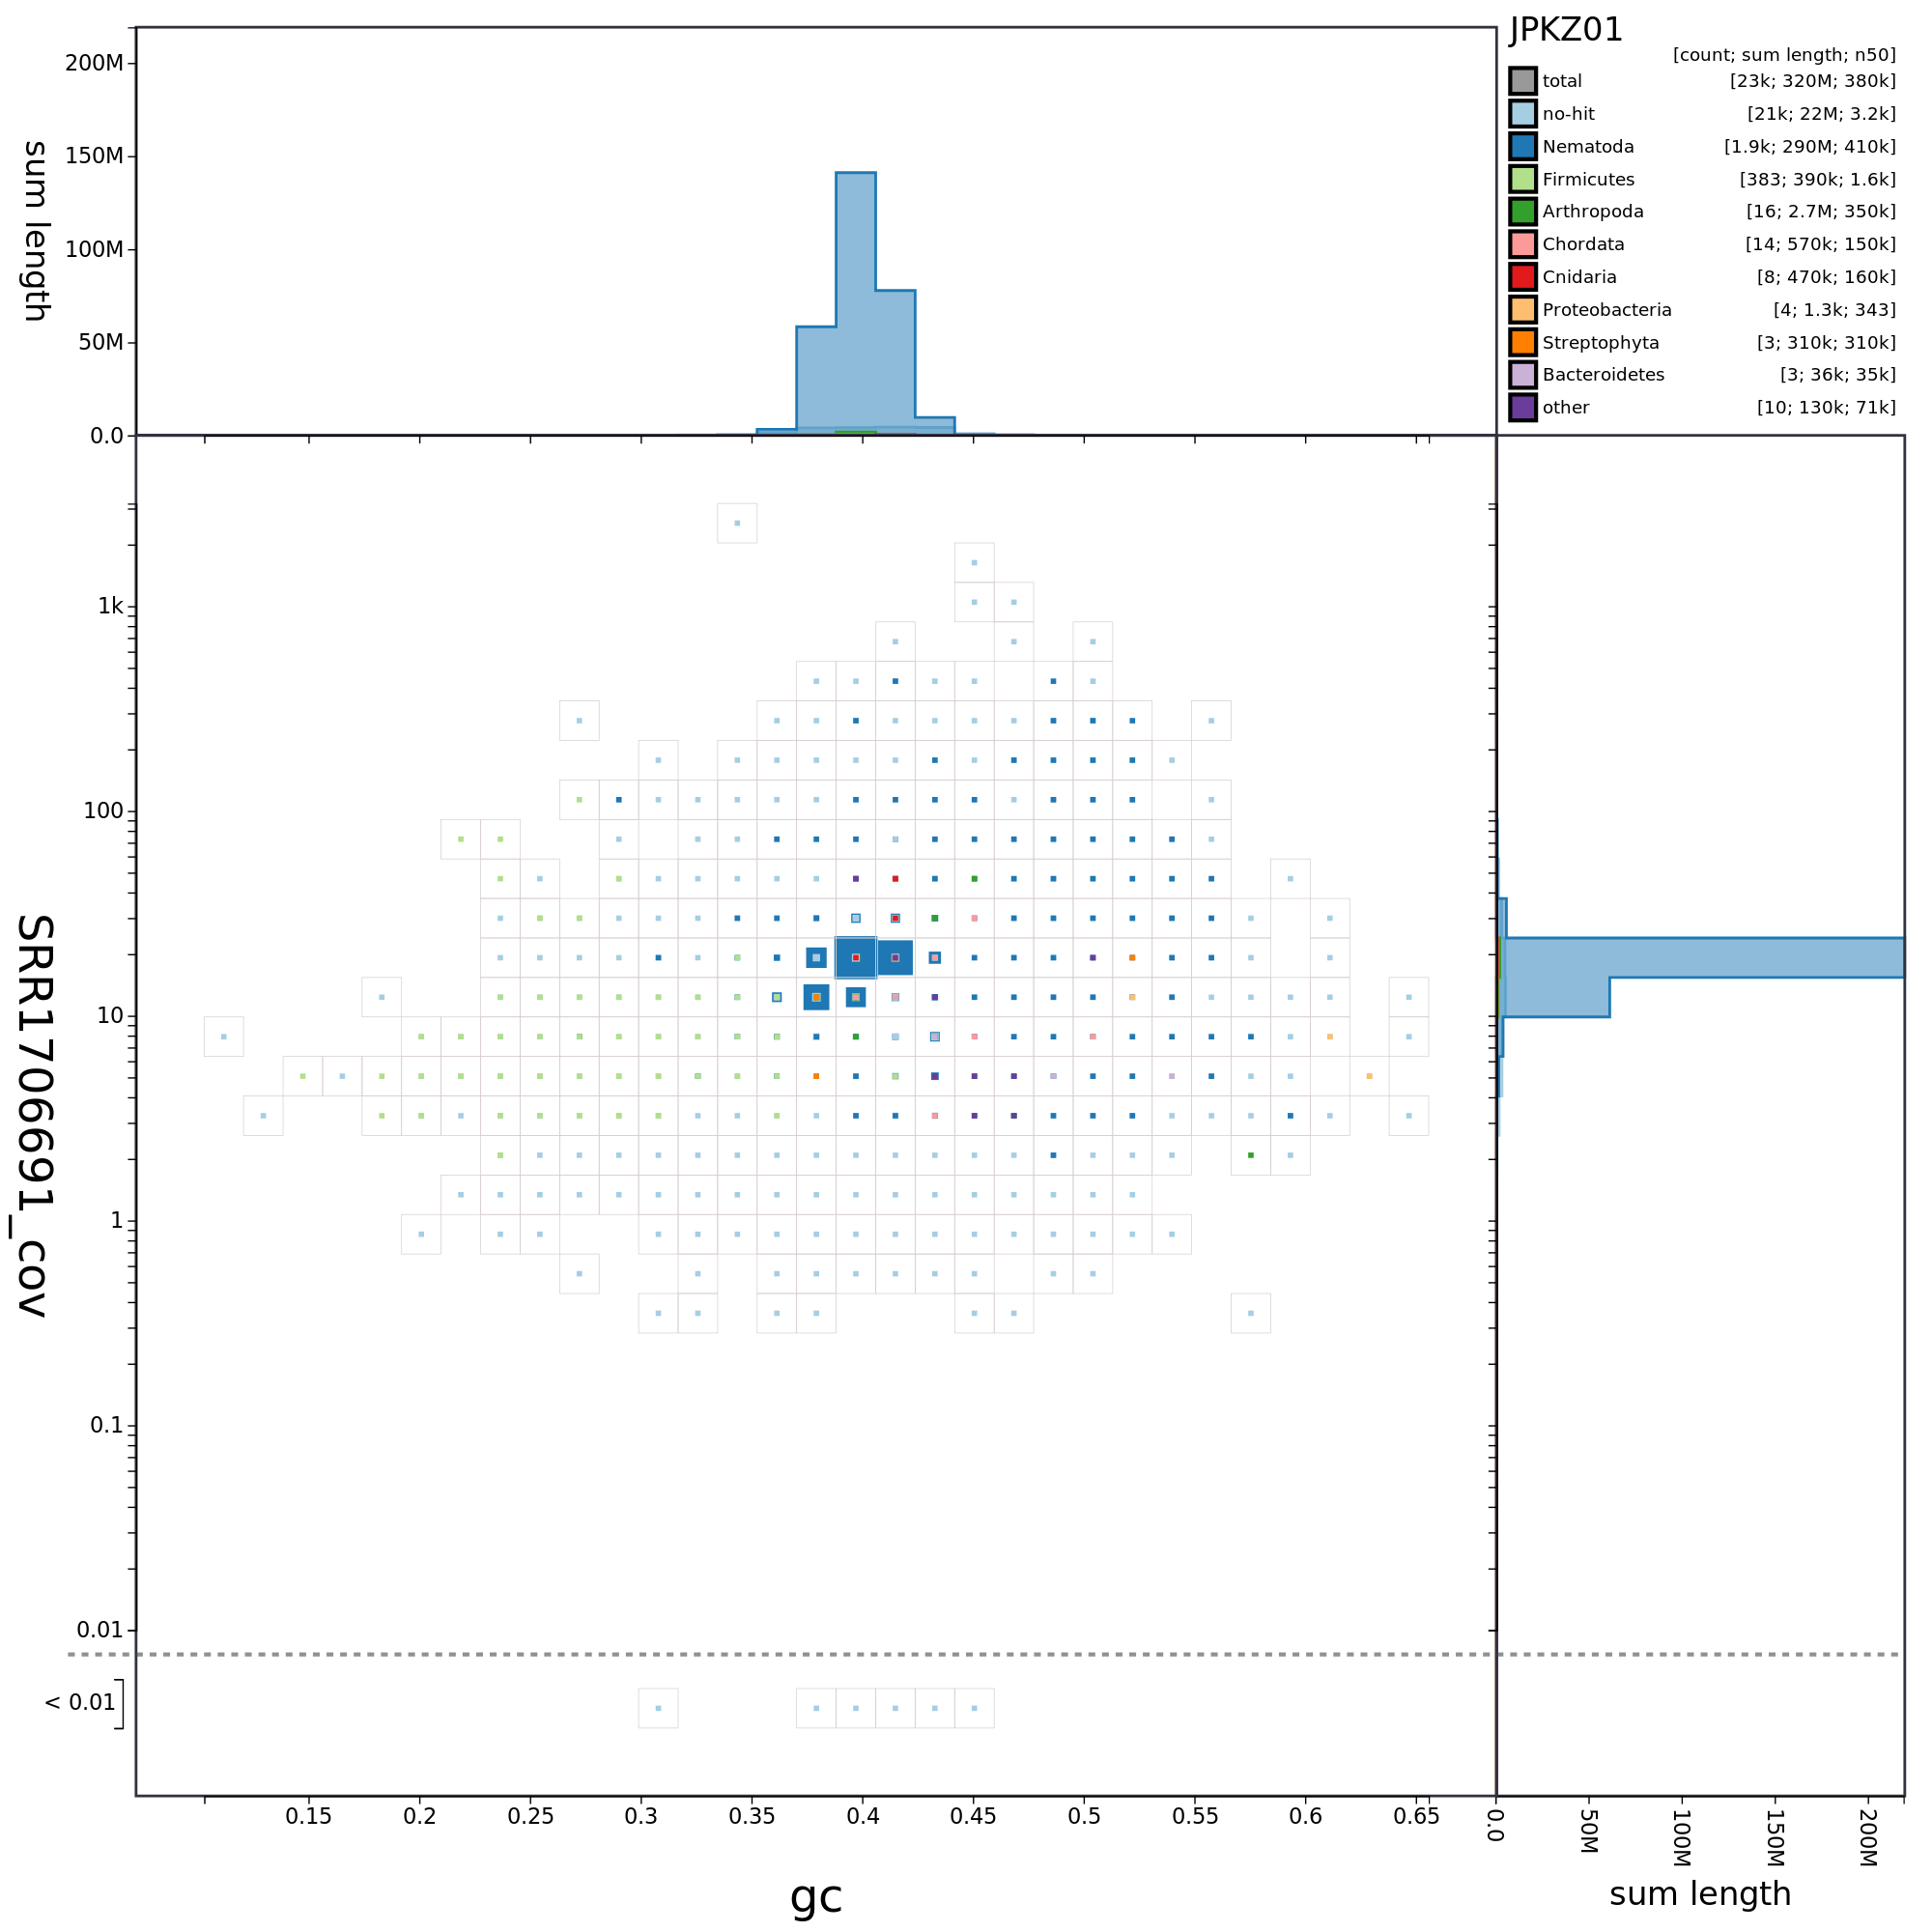 JPKZ01
[count; sum length; n50]
total [23k; 320M; 380k]
no-hit [21k; 22M; 3.2k]
Nematoda [1.9k; 290M; 410k]
Firmicutes [383; 390k; 1.6k]
Arthropoda [16; 2.7M; 350k]
Chordata [14; 570k; 150k]
Cnidaria [8; 470k; 160k]
Proteobacteria [4; 1.3k; 343]
Streptophyta [3; 310k; 310k]
Bacteroidetes [3; 36k; 35k]
other [10; 130k; 71k]
sum length
200M
150M
100M
50M
0.0
SRR1706691_cov
1k
100
10
1
0.1
0.01
< 0.01
0.15 0.2 0.25 0.3 0.35 0.4 0.45 0.5 0.55 0.6 0.65
gc
0.0 50M 100M 150M 200M
sum length